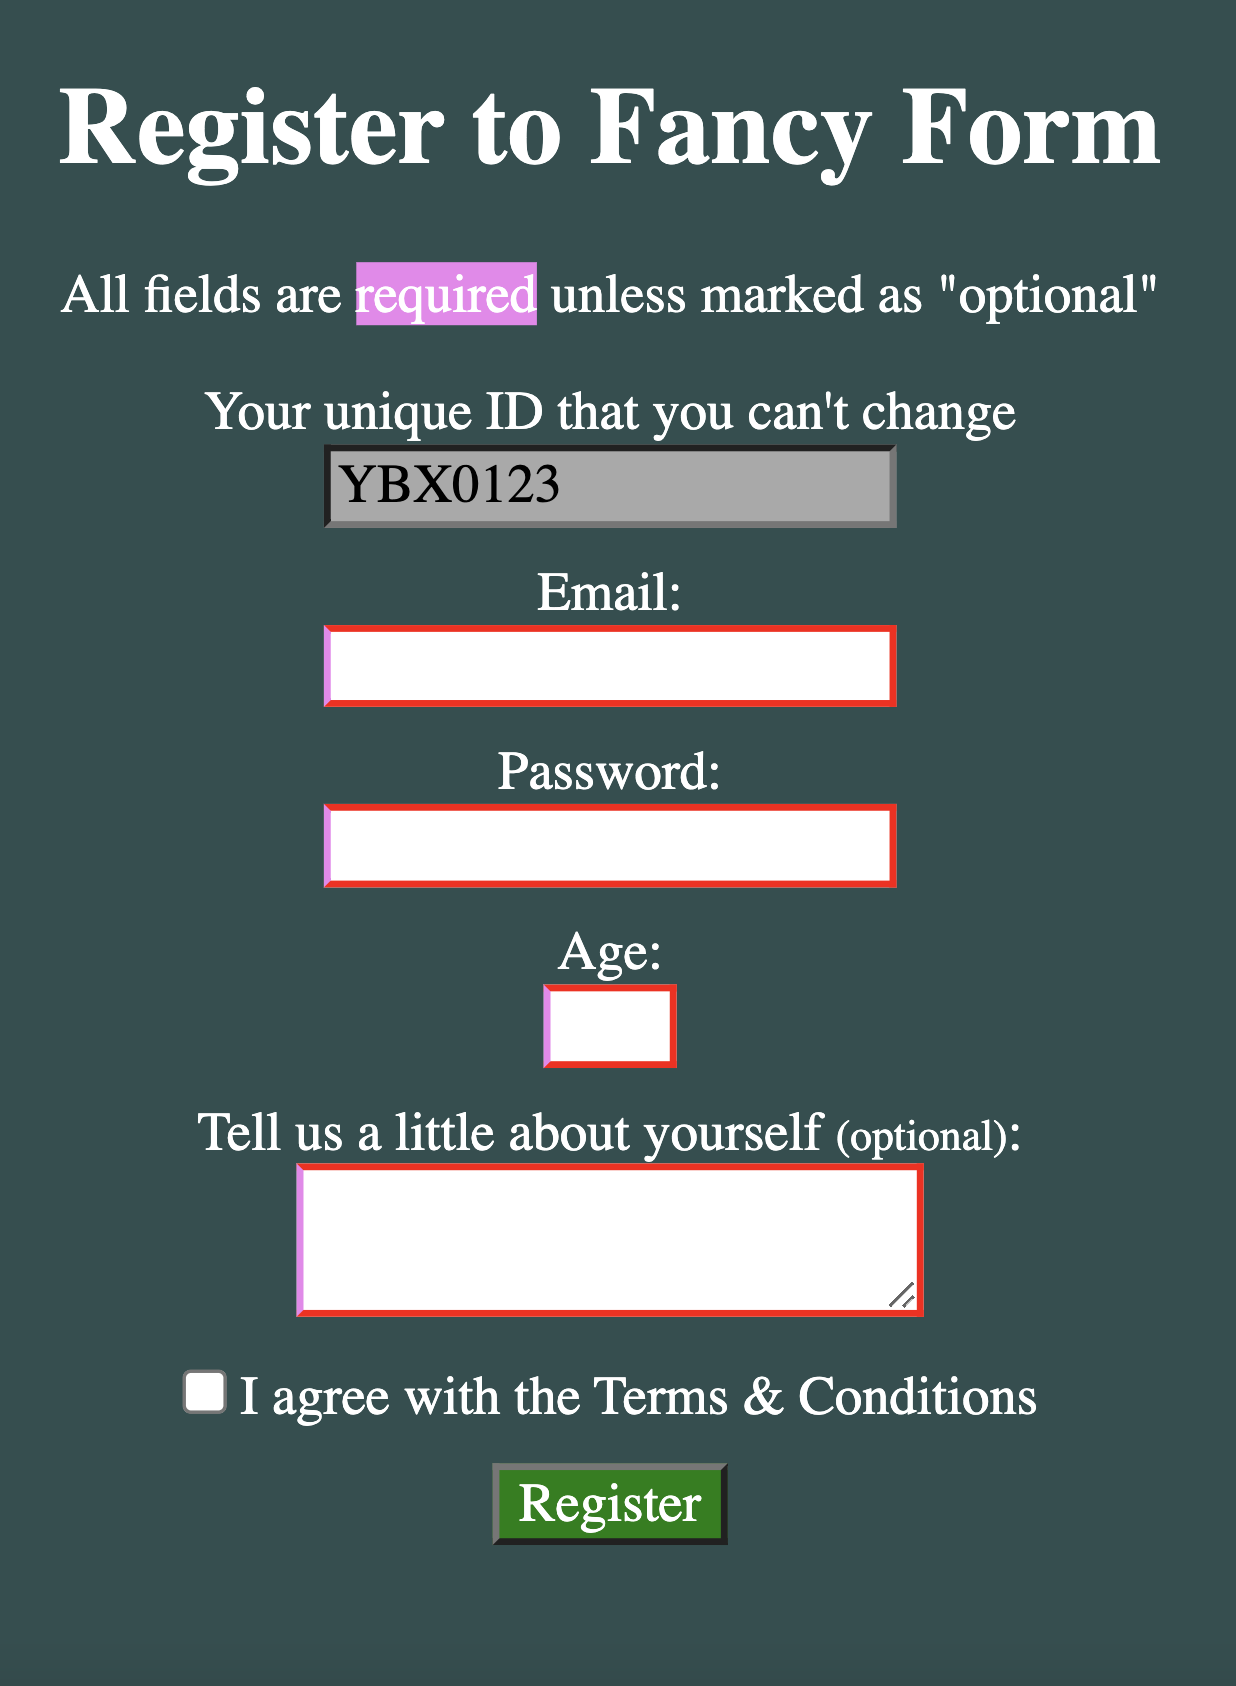 Register to Fancy Form
All fields are required unless marked as "optional"
Your unique ID that you can't change
YBX0123
Email:
Password:
Age:
Tell us a little about yourself (optional):
I agree with the Terms & Conditions
Register